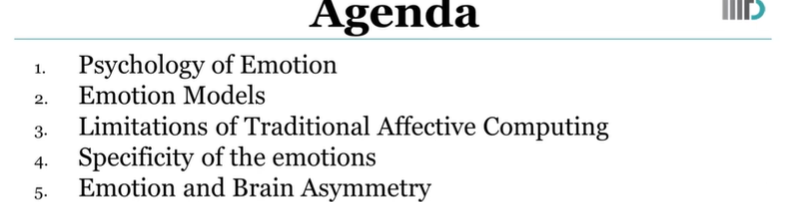 Agenda
1. Psychology of Emotion
2. Emotion Models
3. Limitations of Traditional Affective Computing
4. Specificity of the emotions
5. Emotion and Brain Asymmetry